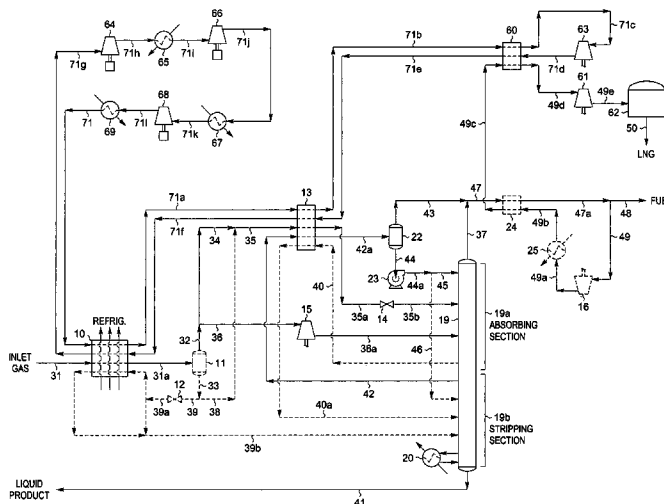 64
66
71g
71h
65
71i
71j
71b
60
71c
63
71e
71d
61
49d
49e
62
50
LNG
68
69
71
71l
71k
67
49c
71a
71f
13
34
35
42a
43
22
47
24
49b
47a
48
FUEL
25
49
49a
16
37
44
23
44a
45
40
19
19a
ABSORBING
SECTION
10
REFRIG.
15
32
36
14
35a
35b
46
INLET
GAS
31
31a
11
36a
33
12
39a
39
38
42
40a
19b
STRIPPING
SECTION
39b
20
LIQUID
PRODUCT
41